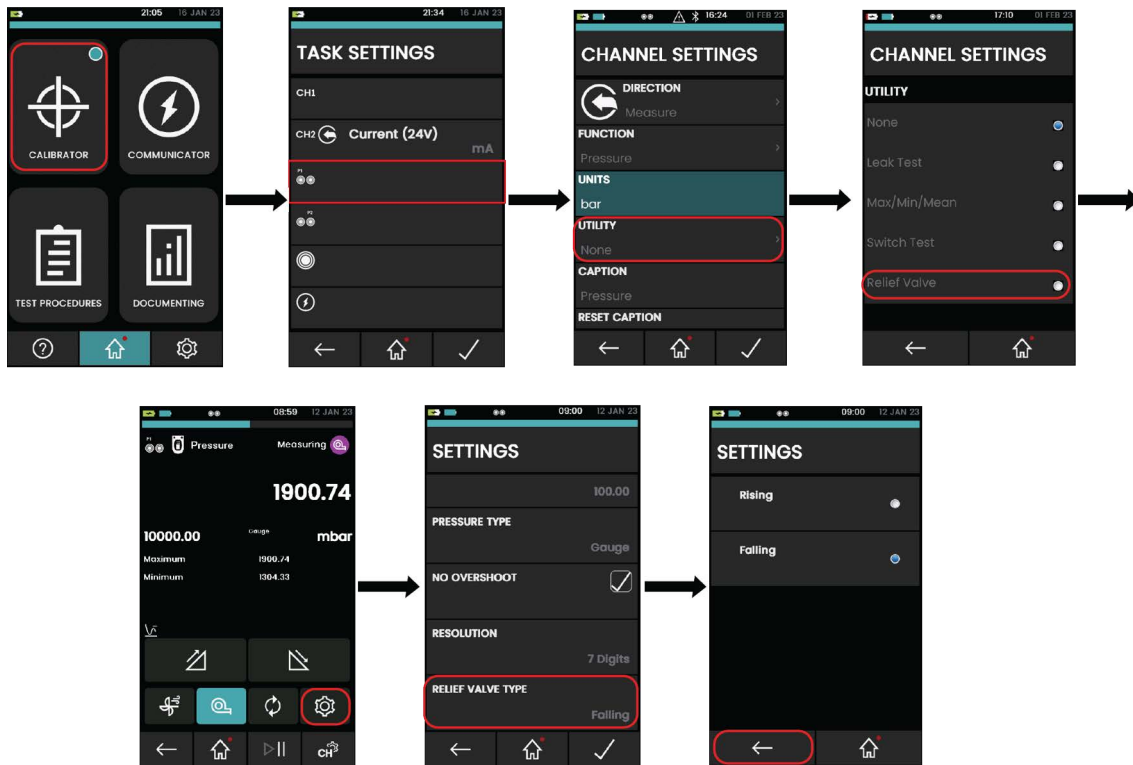 21:05 16 JAN 23
CALIBRATOR
COMMUNICATOR
TEST PROCEDURES
DOCUMENTING
21:34 16 JAN 23
TASK SETTINGS
CH1
CH2 Current (24V)
mA
P1
P2
16:24 01 FEB 23
CHANNEL SETTINGS
DIRECTION
Measure
FUNCTION
Pressure
UNITS
bar
UTILITY
None
CAPTION
Pressure
RESET CAPTION
17:10 01 FEB 23
CHANNEL SETTINGS
UTILITY
None
Leak Test
Max/Min/Mean
Switch Test
Relief Valve
08:59 12 JAN 23
P1 Pressure Measuring
1900.74
10000.00 Gauge mbar
Maximum 1900.74
Minimum 1304.33
CH
09:00 12 JAN 23
SETTINGS
100.00
PRESSURE TYPE
Gauge
NO OVERSHOOT
RESOLUTION
7 Digits
RELIEF VALVE TYPE
Falling
09:00 12 JAN 23
SETTINGS
Rising
Falling